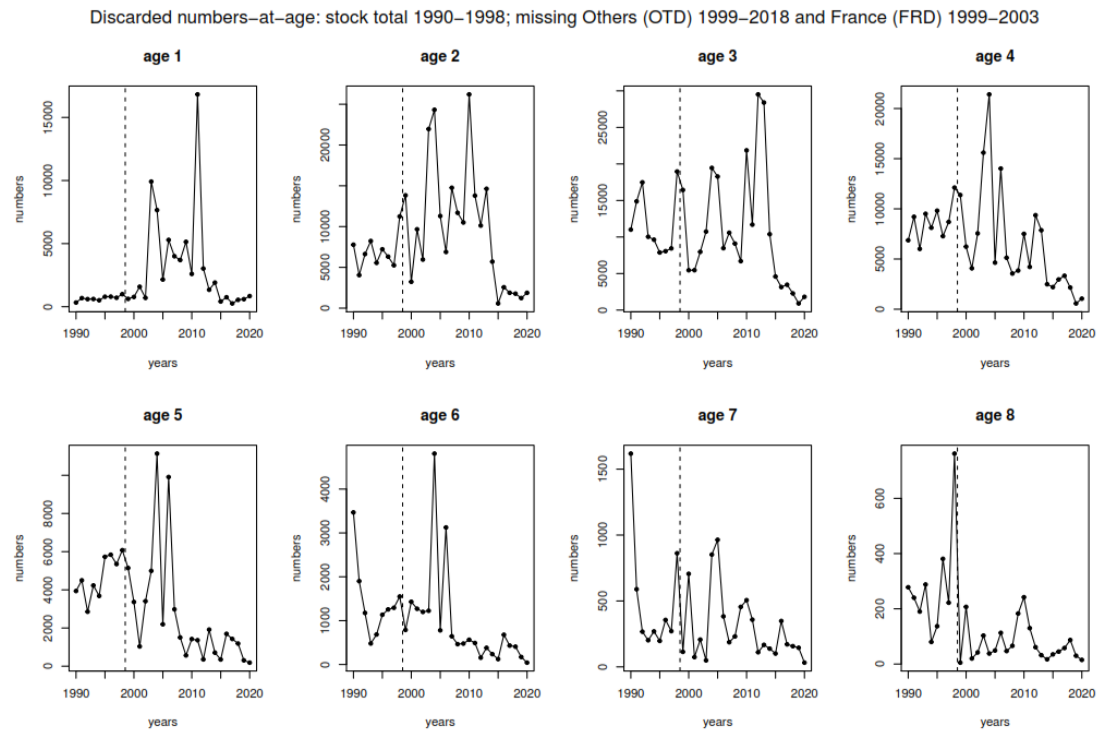 Discarded numbers−at−age: stock total 1990−1998; missing Others (OTD) 1999−2018 and France (FRD) 1999−2003
age 1
numbers
0
5000
10000
15000
1990
2000
2010
2020
years
age 2
numbers
0
5000
10000
20000
1990
2000
2010
2020
years
age 3
numbers
0
5000
15000
25000
1990
2000
2010
2020
years
age 4
numbers
0
5000
10000
15000
20000
1990
2000
2010
2020
years
age 5
numbers
0
2000
4000
6000
8000
1990
2000
2010
2020
years
age 6
numbers
0
1000
2000
3000
4000
1990
2000
2010
2020
years
age 7
numbers
0
500
1000
1500
1990
2000
2010
2020
years
age 8
numbers
0
200
400
600
1990
2000
2010
2020
years